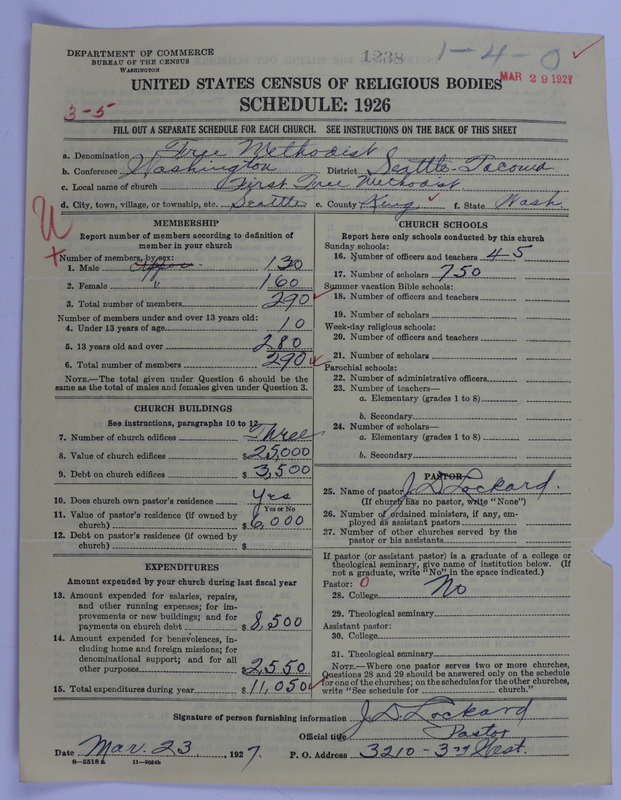 DEPARTMENT OF COMMERCE
BUREAU OF THE CENSUS
WASHINGTON
1238
1-4-0
MAR 29 1927
UNITED STATES CENSUS OF RELIGIOUS BODIES
SCHEDULE: 1926
3-5
FILL OUT A SEPARATE SCHEDULE FOR EACH CHURCH. SEE INSTRUCTIONS ON THE BACK OF THIS SHEET
a. Denomination Free Methodist
b. Conference Washington District Seattle-Tacoma
c. Local name of church First Free Methodist
d. City, town, village, or township, etc. Seattle e. County King f. State Wash
MEMBERSHIP
Report number of members according to definition of
member in your church
Number of members, by sex:
1. Male 130
2. Female 160
3. Total number of members 290
Number of members under and over 13 years old:
4. Under 13 years of age 10
5. 13 years old and over 280
6. Total number of members 290
NOTE.—The total given under Question 6 should be the
same as the total of males and females given under Question 3.
CHURCH BUILDINGS
See instructions, paragraphs 10 to 12
7. Number of church edifices Three
8. Value of church edifices $25,000
9. Debt on church edifices $3,500
10. Does church own pastor's residence Yes
Yes or No
11. Value of pastor's residence (if owned by
church) $6,000
12. Debt on pastor's residence (if owned by
church) $
EXPENDITURES
Amount expended by your church during last fiscal year
13. Amount expended for salaries, repairs,
and other running expenses; for im-
provements or new buildings; and for
payments on church debt $8,500
14. Amount expended for benevolences, in-
cluding home and foreign missions; for
denominational support; and for all
other purposes $2550
15. Total expenditures during year $11,050
CHURCH SCHOOLS
Report here only schools conducted by this church
Sunday schools:
16. Number of officers and teachers 45
17. Number of scholars 750
Summer vacation Bible schools:
18. Number of officers and teachers
19. Number of scholars
Week-day religious schools:
20. Number of officers and teachers
21. Number of scholars
Parochial schools:
22. Number of administrative officers
23. Number of teachers—
a. Elementary (grades 1 to 8)
b. Secondary
24. Number of scholars—
a. Elementary (grades 1 to 8)
b. Secondary
PASTOR
25. Name of pastor J. D. Lockard.
(If church has no pastor, write "None")
26. Number of ordained ministers, if any, em-
ployed as assistant pastors
27. Number of other churches served by the
pastor or his assistants
If pastor (or assistant pastor) is a graduate of a college or
theological seminary, give name of institution below. (If
not a graduate, write "No" in the space indicated.)
Pastor: 0
28. College No
29. Theological seminary
Assistant pastor:
30. College
31. Theological seminary
NOTE.—Where one pastor serves two or more churches,
Questions 28 and 29 should be answered only on the schedule
for one of the churches; on the schedules for the other churches,
write "See schedule for church."
Signature of person furnishing information J. D. Lockard
Official title Pastor
Date Mar. 23, 1927. P. O. Address 3210-3rd West.
8—5518 a 11—9664b